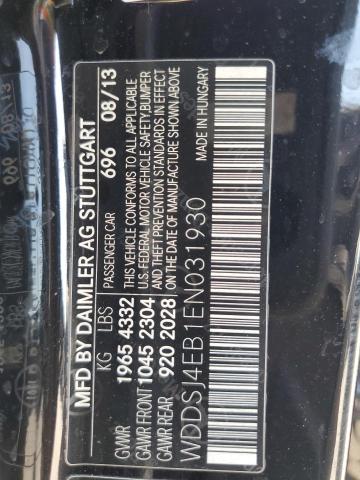 MFD BY DAIMLER AG STUTTGART
KG LBS PASSENGER CAR 696 08/13
GVWR 1965 4332 THIS VEHICLE CONFORMS TO ALL APPLICABLE
GAWR FRONT 1045 2304 U.S. FEDERAL MOTOR VEHICLE SAFETY, BUMPER
GAWR REAR 920 2028 AND THEFT PREVENTION STANDARDS IN EFFECT
ON THE DATE OF MANUFACTURE SHOWN ABOVE
WDDSJ4EB1EN031930 MADE IN HUNGARY